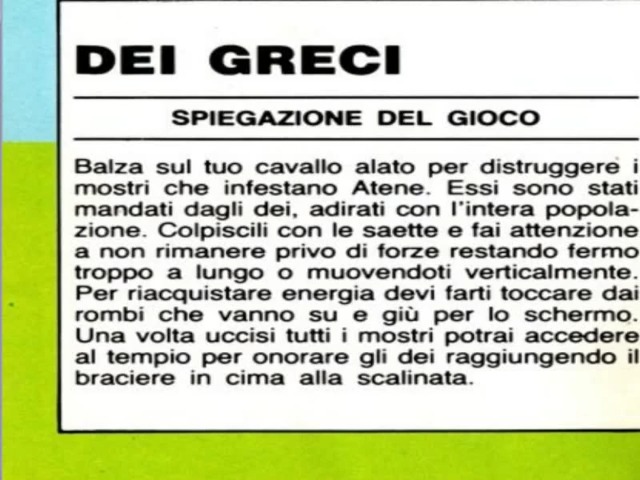 DEI GRECI
SPIEGAZIONE DEL GIOCO
Balza sul tuo cavallo alato per distruggere i
mostri che infestano Atene. Essi sono stati
mandati dagli dei, adirati con l'intera popola-
zione. Colpiscili con le saette e fai attenzione
a non rimanere privo di forze restando fermo
troppo a lungo o muovendoti verticalmente.
Per riacquistare energia devi farti toccare dai
rombi che vanno su e giù per lo schermo.
Una volta uccisi tutti i mostri potrai accedere
al tempio per onorare gli dei raggiungendo il
braciere in cima alla scalinata.